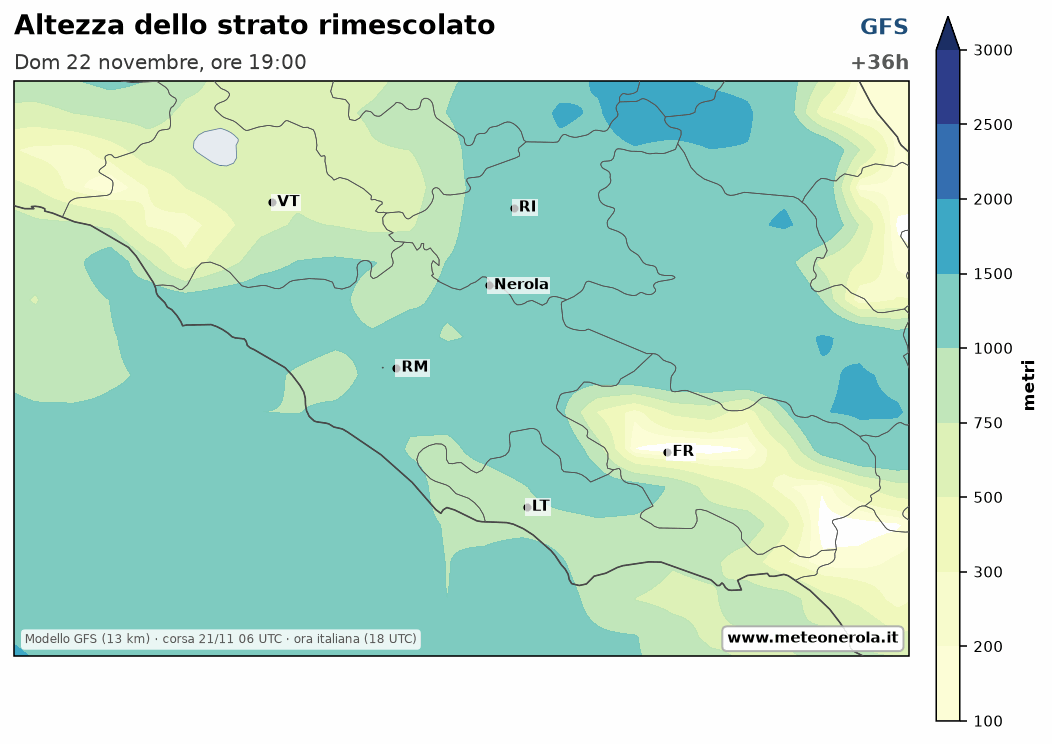 Altezza dello strato rimescolato
GFS
Dom 22 novembre, ore 19:00
+36h
VT
RI
Nerola
RM
FR
LT
Modello GFS (13 km) · corsa 21/11 06 UTC · ora italiana (18 UTC)
www.meteonerola.it
3000
2500
2000
1500
1000
750
500
300
200
100
metri